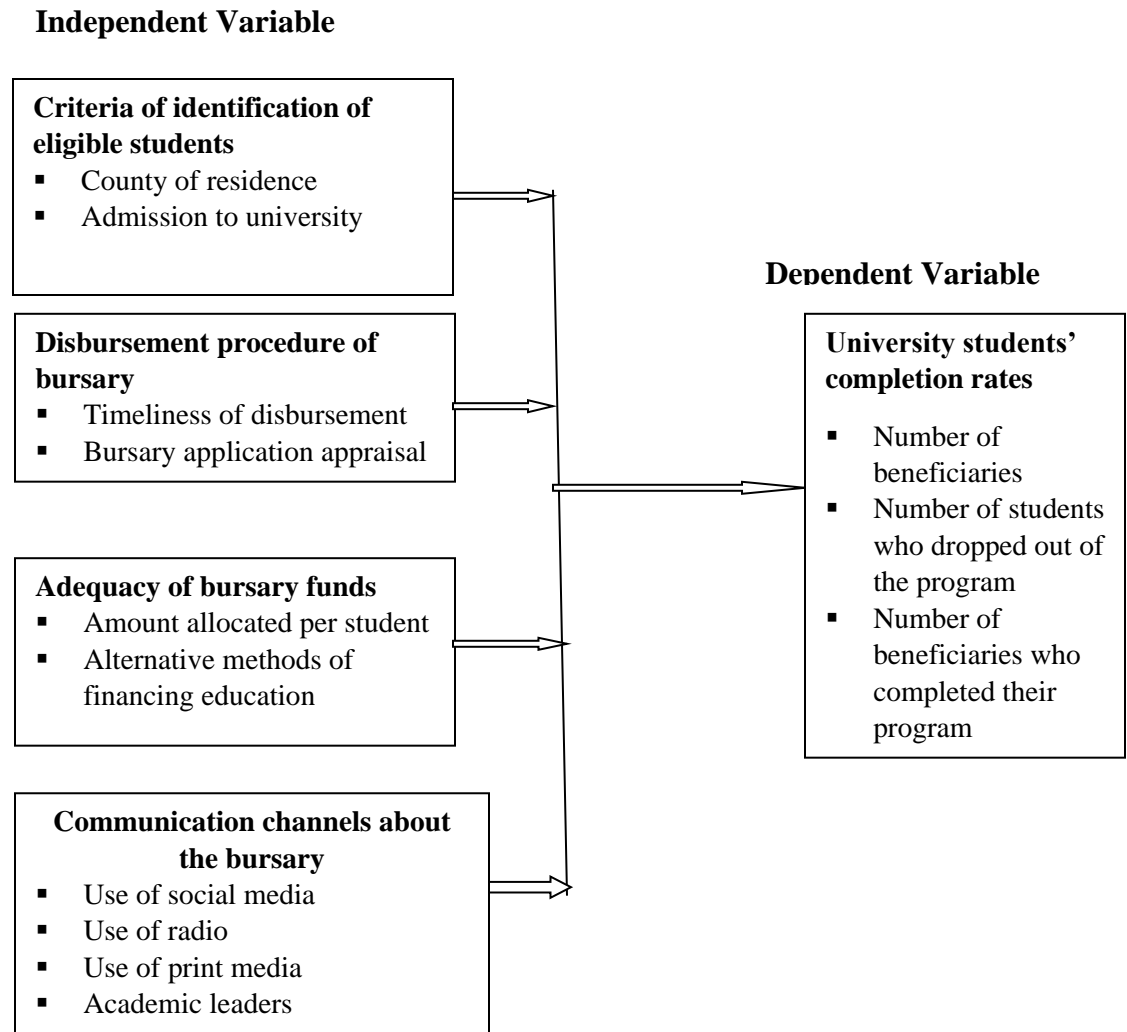 Independent Variable
Criteria of identification of
eligible students
▪ County of residence
▪ Admission to university
Disbursement procedure of
bursary
▪ Timeliness of disbursement
▪ Bursary application appraisal
Adequacy of bursary funds
▪ Amount allocated per student
▪ Alternative methods of
financing education
Communication channels about
the bursary
▪ Use of social media
▪ Use of radio
▪ Use of print media
▪ Academic leaders
Dependent Variable
University students’
completion rates
▪ Number of
beneficiaries
▪ Number of students
who dropped out of
the program
▪ Number of
beneficiaries who
completed their
program